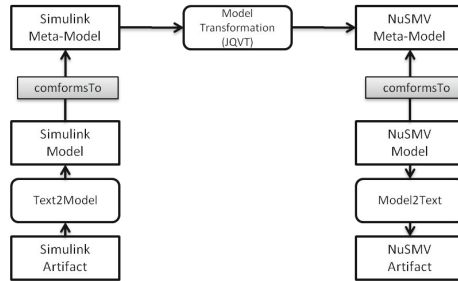 Simulink
Meta-Model
Model
Transformation
(JQVT)
NuSMV
Meta-Model
comformsTo
comformsTo
Simulink
Model
NuSMV
Model
Text2Model
Model2Text
Simulink
Artifact
NuSMV
Artifact